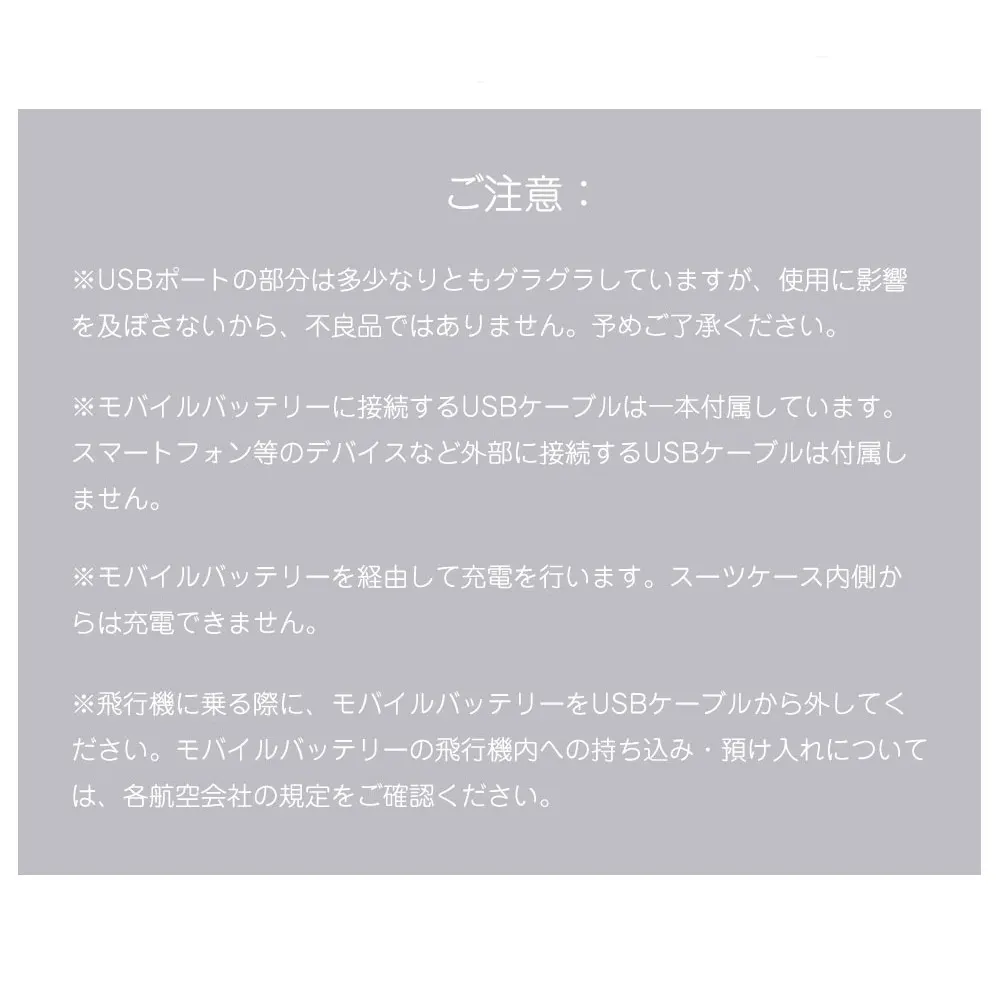 ご注意：
※USBポートの部分は多少なりともグラグラしていますが、使用に影響
を及ぼさないから、不良品ではありません。予めご了承ください。
※モバイルバッテリーに接続するUSBケーブルは一本付属しています。
スマートフォン等のデバイスなど外部に接続するUSBケーブルは付属し
ません。
※モバイルバッテリーを経由して充電を行います。スーツケース内側か
らは充電できません。
※飛行機に乗る際に、モバイルバッテリーをUSBケーブルから外してく
ださい。モバイルバッテリーの飛行機内への持ち込み・預け入れについて
は、各航空会社の規定をご確認ください。